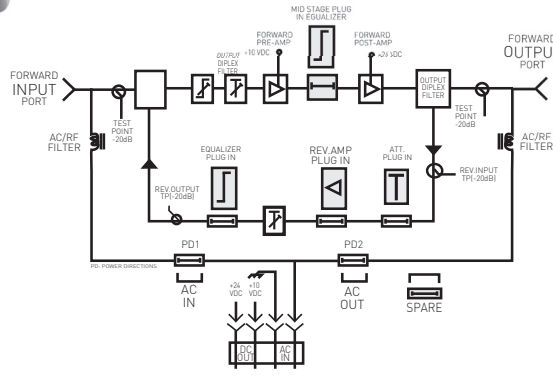 MID STAGE PLUG
IN EQUALIZER
FORWARD
PRE-AMP
+10 VDC
FORWARD
POST-AMP
+24 VDC
OUTPUT
DIPLEX
FILTER
FORWARD
INPUT
PORT
OUTPUT
DIPLEX
FILTER
FORWARD
OUTPU
PORT
TEST
POINT
-20dB
TEST
POINT
-20dB
AC/RF
FILTER
AC/RF
FILTER
EQUALIZER
PLUG IN
REV.AMP
PLUG IN
ATT.
PLUG IN
REV.OUTPUT
TP(-20dB)
REV.INPUT
TP(-20dB)
PD1
PD2
PD: POWER DIRECTIONS
AC
IN
+24
VDC
+10
VDC
AC
OUT
SPARE
DC
OUT
AC
IN